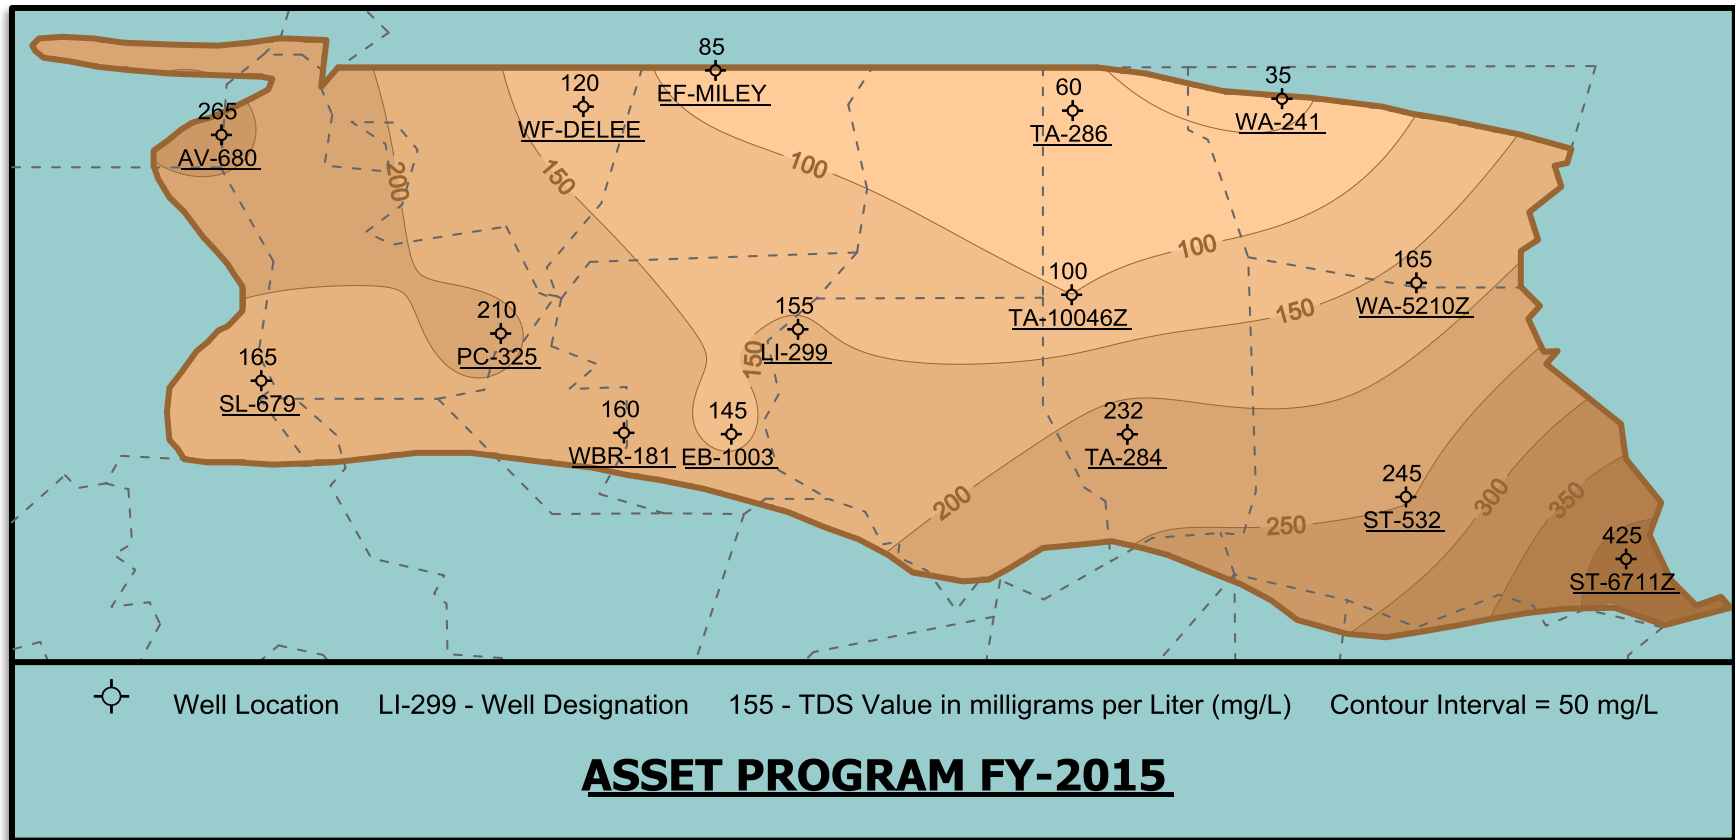 85
35
120
60
EF-MILEY
265
WA-241
WF-DELEE
TA-286
AV-680
100
150
200
100
165
100
210
155
WA-5210Z
TA-10046Z
150
LI-299
150
PC-325
165
SL-679
160
145
232
WBR-181
EB-1003
TA-284
245
200
300
350
ST-532
250
425
ST-6711Z
Well Location LI-299 - Well Designation 155 - TDS Value in milligrams per Liter (mg/L) Contour Interval = 50 mg/L
ASSET PROGRAM FY-2015